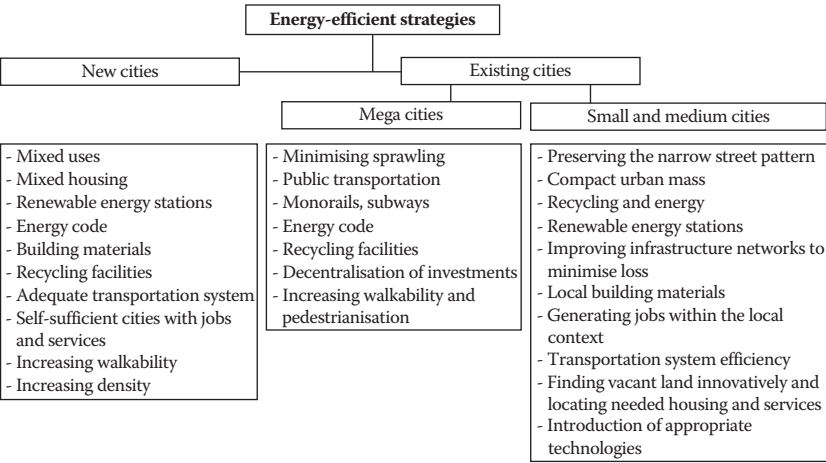 Energy-efficient strategies
New cities
Existing cities
Mega cities
Small and medium cities
- Mixed uses
- Mixed housing
- Renewable energy stations
- Energy code
- Building materials
- Recycling facilities
- Adequate transportation system
- Self-sufficient cities with jobs
and services
- Increasing walkability
- Increasing density
- Minimising sprawling
- Public transportation
- Monorails, subways
- Energy code
- Recycling facilities
- Decentralisation of investments
- Increasing walkability and
pedestrianisation
- Preserving the narrow street pattern
- Compact urban mass
- Recycling and energy
- Renewable energy stations
- Improving infrastructure networks to
minimise loss
- Local building materials
- Generating jobs within the local
context
- Transportation system efficiency
- Finding vacant land innovatively and
locating needed housing and services
- Introduction of appropriate
technologies